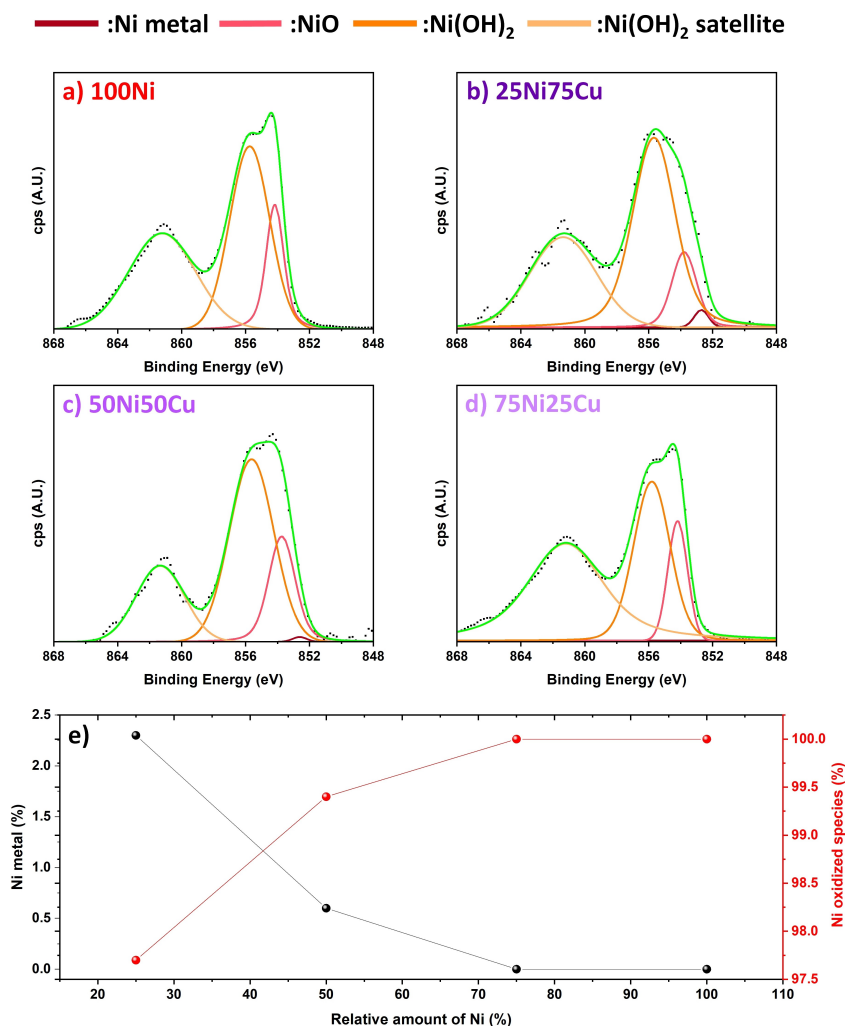 :Ni metal :NiO :Ni(OH)₂ :Ni(OH)₂ satellite
a) 100Ni
cps (A.U.)
868 864 860 856 852 848
Binding Energy (eV)
b) 25Ni75Cu
cps (A.U.)
868 864 860 856 852 848
Binding Energy (eV)
c) 50Ni50Cu
cps (A.U.)
868 864 860 856 852 848
Binding Energy (eV)
d) 75Ni25Cu
cps (A.U.)
868 864 860 856 852 848
Binding Energy (eV)
e)
Ni metal (%)
2.5
2.0
1.5
1.0
0.5
0.0
20 30 40 50 60 70 80 90 100 110
Relative amount of Ni (%)
100.0
99.5
99.0
98.5
98.0
97.5
Ni oxidized species (%)